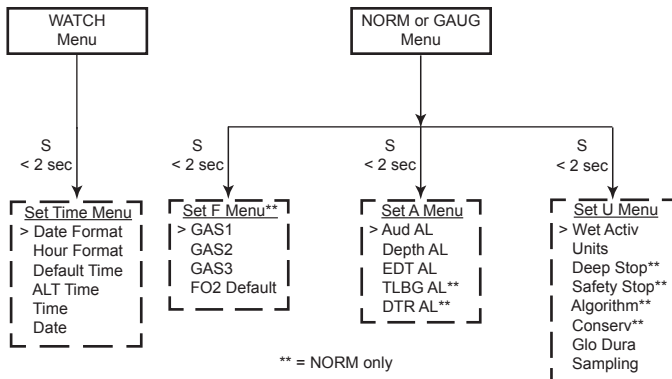 WATCH
Menu
NORM or GAUG
Menu
S
< 2 sec
S
< 2 sec
S
< 2 sec
S
< 2 sec
Set Time Menu
> Date Format
Hour Format
Default Time
ALT Time
Time
Date
Set F Menu**
> GAS1
GAS2
GAS3
FO2 Default
Set A Menu
> Aud AL
Depth AL
EDT AL
TLBG AL**
DTR AL**
Set U Menu
> Wet Activ
Units
Deep Stop**
Safety Stop**
Algorithm**
Conserv**
Glo Dura
Sampling
** = NORM only